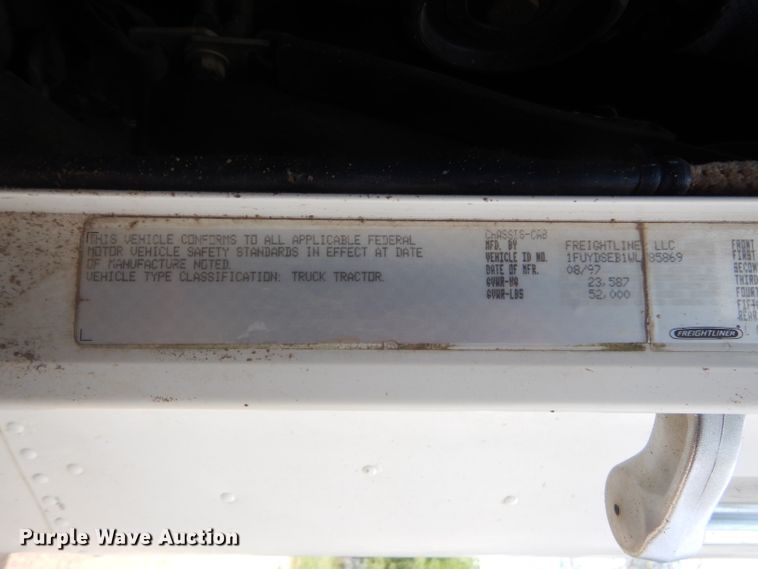 THIS VEHICLE CONFORMS TO ALL APPLICABLE FEDERAL
MOTOR VEHICLE SAFETY STANDARDS IN EFFECT AT DATE
OF MANUFACTURE NOTED.
VEHICLE TYPE CLASSIFICATION: TRUCK TRACTOR.
CHASSIS-CAB
MFD. BY FREIGHTLINER LLC
VEHICLE ID NO. 1FUYDSEB1WL 85869
DATE OF MFR. 08/97
GVWR-KG 23,587
GVWR-LBS 52,000
FRONT
FIRST
SECON
THIRD
FOURT
FIFT
REAR
FREIGHTLINER
Purple Wave Auction